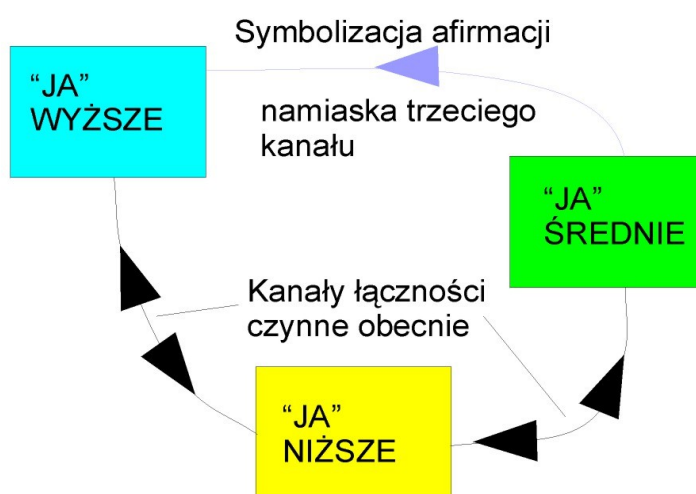 Symbolizacja afirmacji
“JA”
WYŻSZE
namiaska trzeciego
kanału
“JA”
ŚREDNIE
Kanały łączności
czynne obecnie
“JA”
NIŻSZE